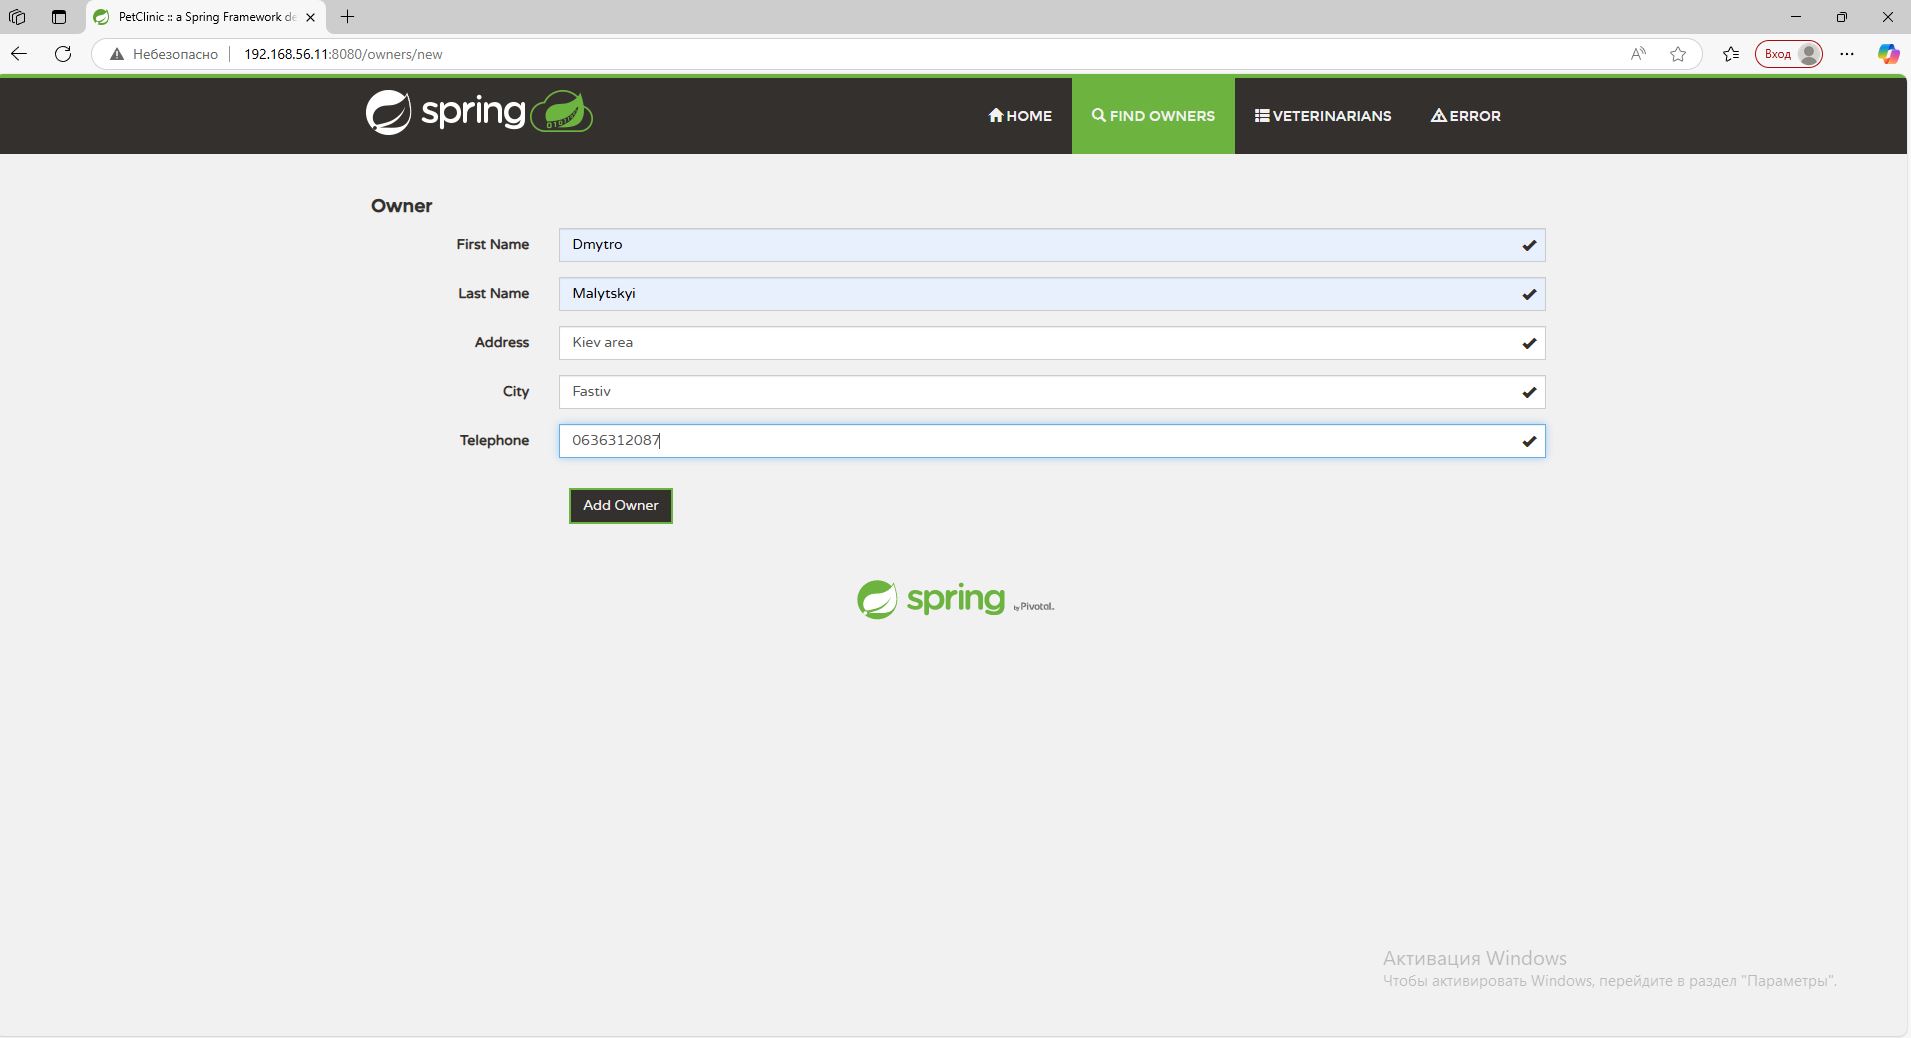 PetClinic :: a Spring Framework de
Небезопасно 192.168.56.11:8080/owners/new Вход
spring HOME FIND OWNERS VETERINARIANS ERROR
Owner
First Name Dmytro
Last Name Malytskyi
Address Kiev area
City Fastiv
Telephone 0636312087
Add Owner
spring by Pivotal.
Активация Windows
Чтобы активировать Windows, перейдите в раздел "Параметры".